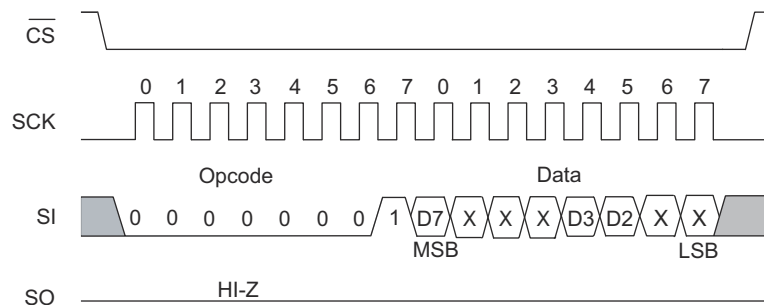 CS
0 1 2 3 4 5 6 7 0 1 2 3 4 5 6 7
SCK
Opcode Data
SI 0 0 0 0 0 0 0 1 D7 X X X D3 D2 X X
MSB LSB
HI-Z
SO